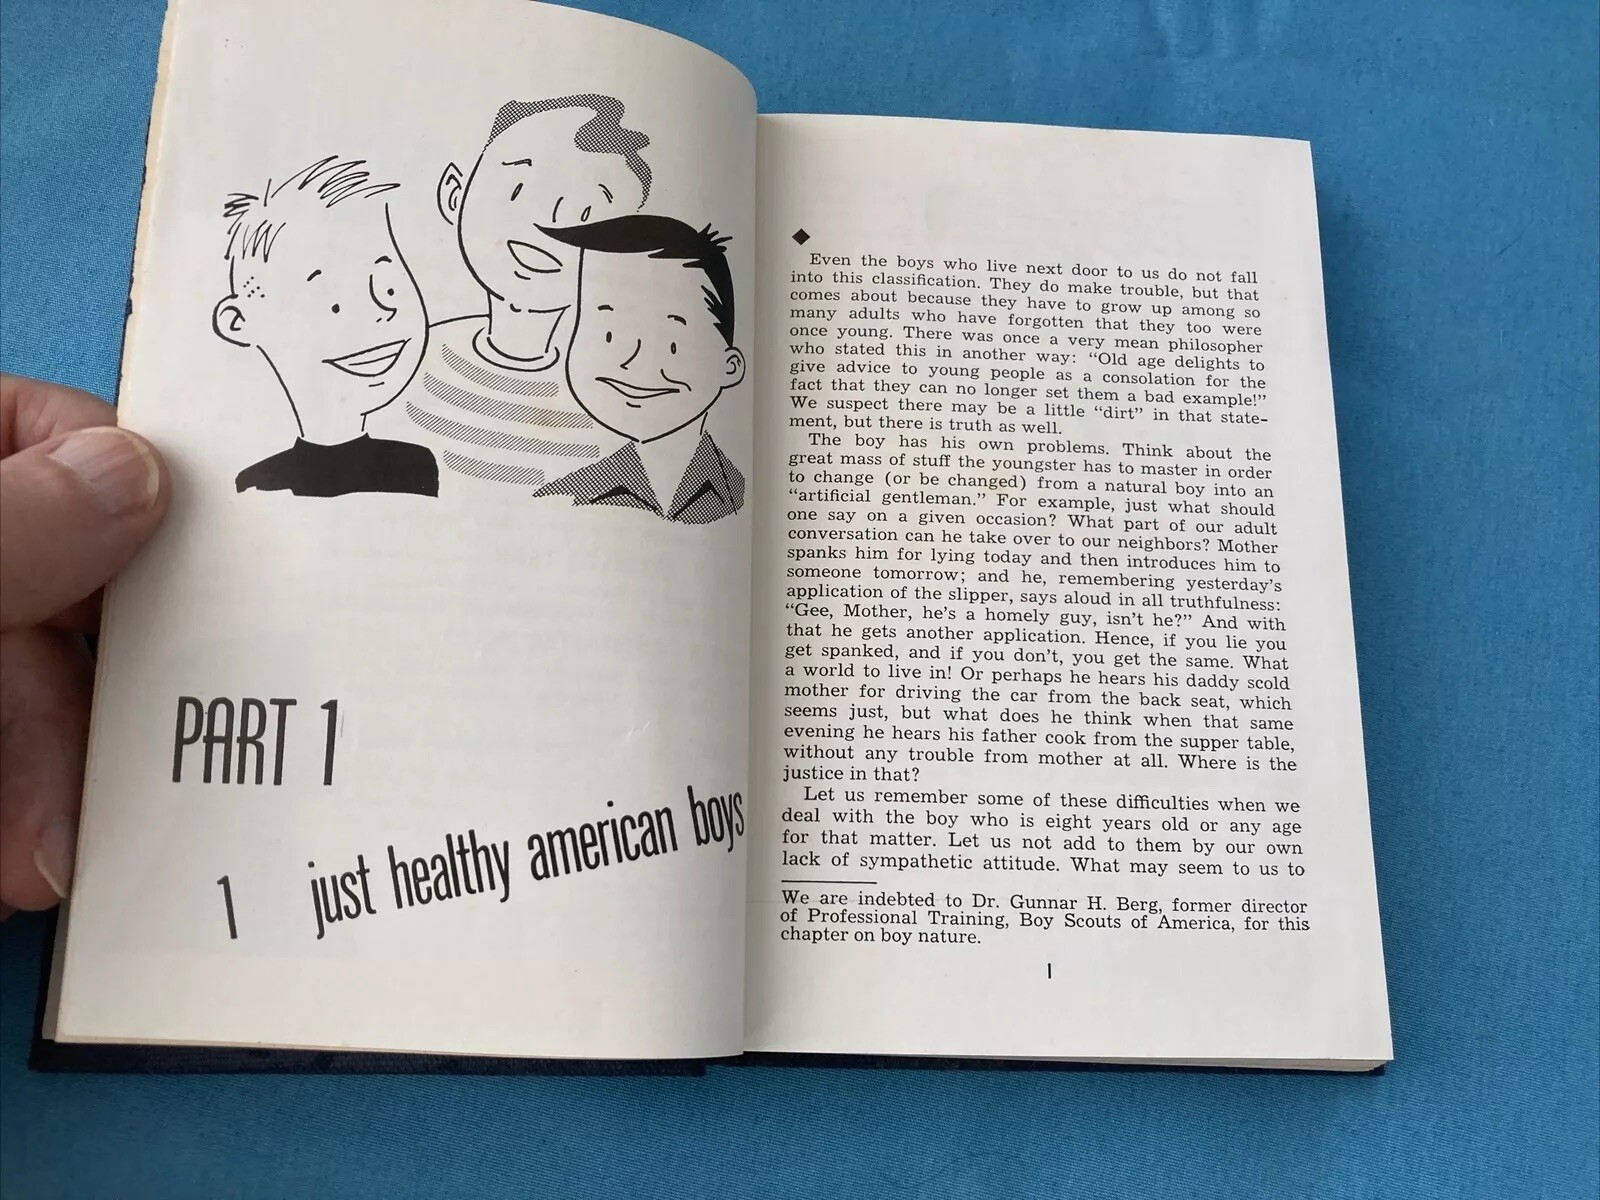 PART 1
1 just healthy american boys
◆
Even the boys who live next door to us do not fall
into this classification. They do make trouble, but that
comes about because they have to grow up among so
many adults who have forgotten that they too were
once young. There was once a very mean philosopher
who stated this in another way: “Old age delights to
give advice to young people as a consolation for the
fact that they can no longer set them a bad example!”
We suspect there may be a little “dirt” in that state-
ment, but there is truth as well.
The boy has his own problems. Think about the
great mass of stuff the youngster has to master in order
to change (or be changed) from a natural boy into an
“artificial gentleman.” For example, just what should
one say on a given occasion? What part of our adult
conversation can he take over to our neighbors? Mother
spanks him for lying today and then introduces him to
someone tomorrow; and he, remembering yesterday’s
application of the slipper, says aloud in all truthfulness:
“Gee, Mother, he’s a homely guy, isn’t he?” And with
that he gets another application. Hence, if you lie you
get spanked, and if you don’t, you get the same. What
a world to live in! Or perhaps he hears his daddy scold
mother for driving the car from the back seat, which
seems just, but what does he think when that same
evening he hears his father cook from the supper table,
without any trouble from mother at all. Where is the
justice in that?
Let us remember some of these difficulties when we
deal with the boy who is eight years old or any age
for that matter. Let us not add to them by our own
lack of sympathetic attitude. What may seem to us to
We are indebted to Dr. Gunnar H. Berg, former director
of Professional Training, Boy Scouts of America, for this
chapter on boy nature.
1